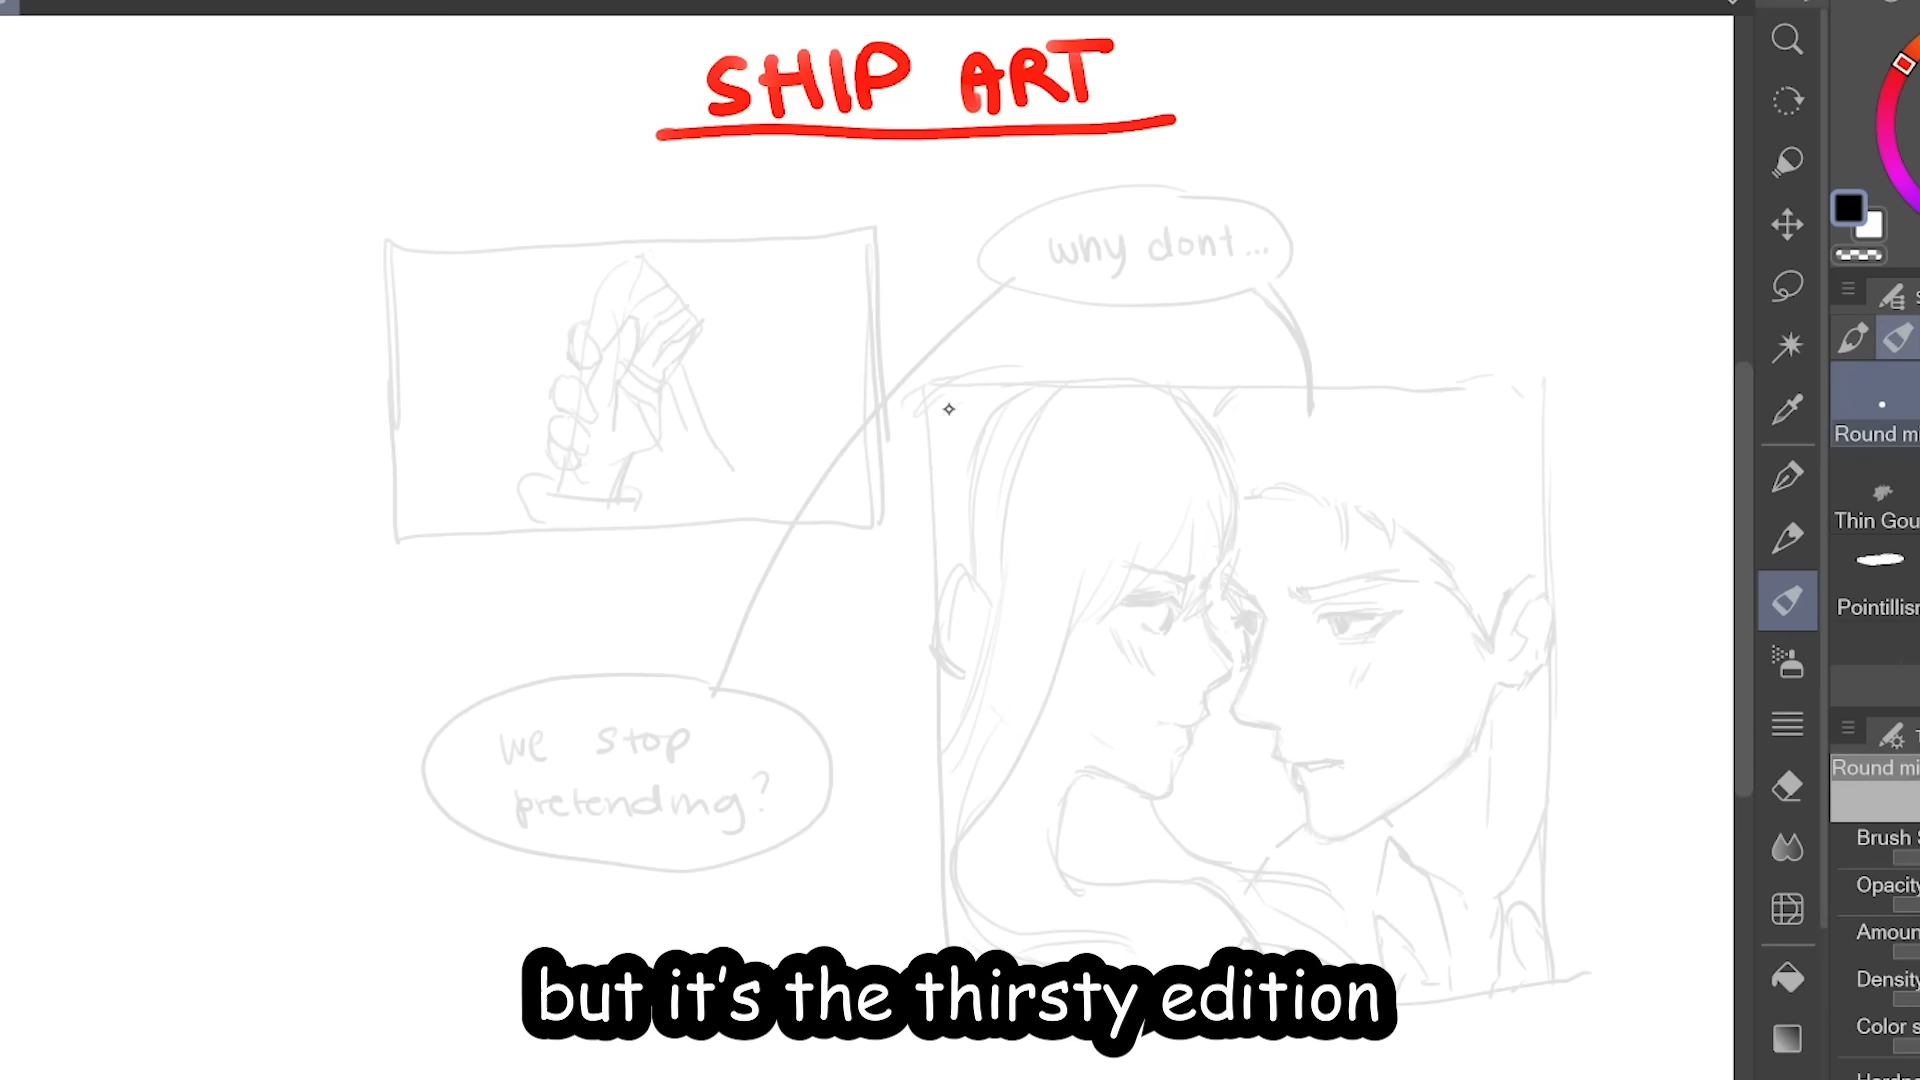 SHIP ART
why dont...
we stop
pretending?
but it's the thirsty edition
Round mi
Thin Gou
Pointillis
Round mi
Brush S
Opacity
Amoun
Density
Color s